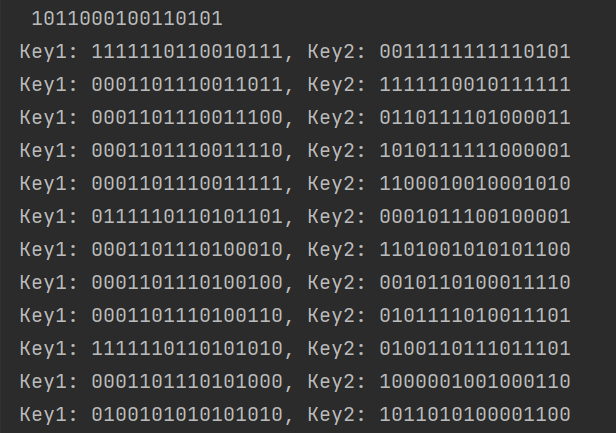 1011000100110101
Key1: 1111110110010111, Key2: 0011111111110101
Key1: 0001101110011011, Key2: 1111110010111111
Key1: 0001101110011100, Key2: 0110111101000011
Key1: 0001101110011110, Key2: 1010111111000001
Key1: 0001101110011111, Key2: 1100010010001010
Key1: 0111110110101101, Key2: 0001011100100001
Key1: 0001101110100010, Key2: 1101001010101100
Key1: 0001101110100100, Key2: 0010110100011110
Key1: 0001101110100110, Key2: 0101111010011101
Key1: 1111110110101010, Key2: 0100110111011101
Key1: 0001101110101000, Key2: 1000001001000110
Key1: 0100101010101010, Key2: 1011010100001100